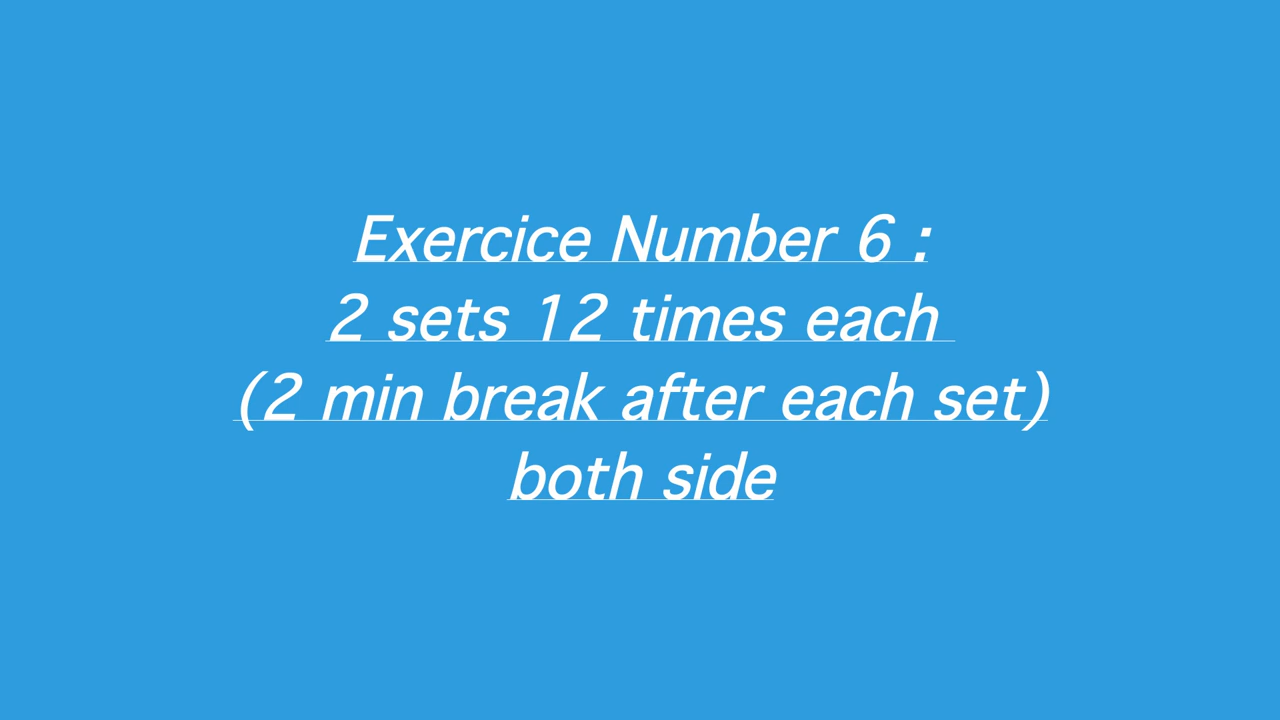 Exercice Number 6 :
2 sets 12 times each
(2 min break after each set)
both side